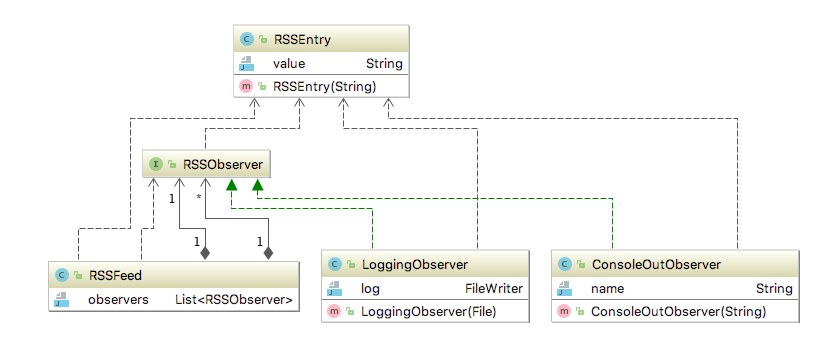 C RSSEntry
value String
m RSSEntry(String)
I RSSObserver
1 *
1 1
C RSSFeed
J observers List<RSSObserver>
C LoggingObserver
J log FileWriter
m LoggingObserver(File)
C ConsoleOutObserver
J name String
m ConsoleOutObserver(String)